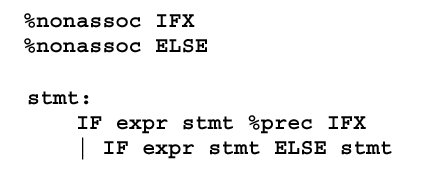 %nonassoc IFX
%nonassoc ELSE
stmt:
IF expr stmt %prec IFX
| IF expr stmt ELSE stmt